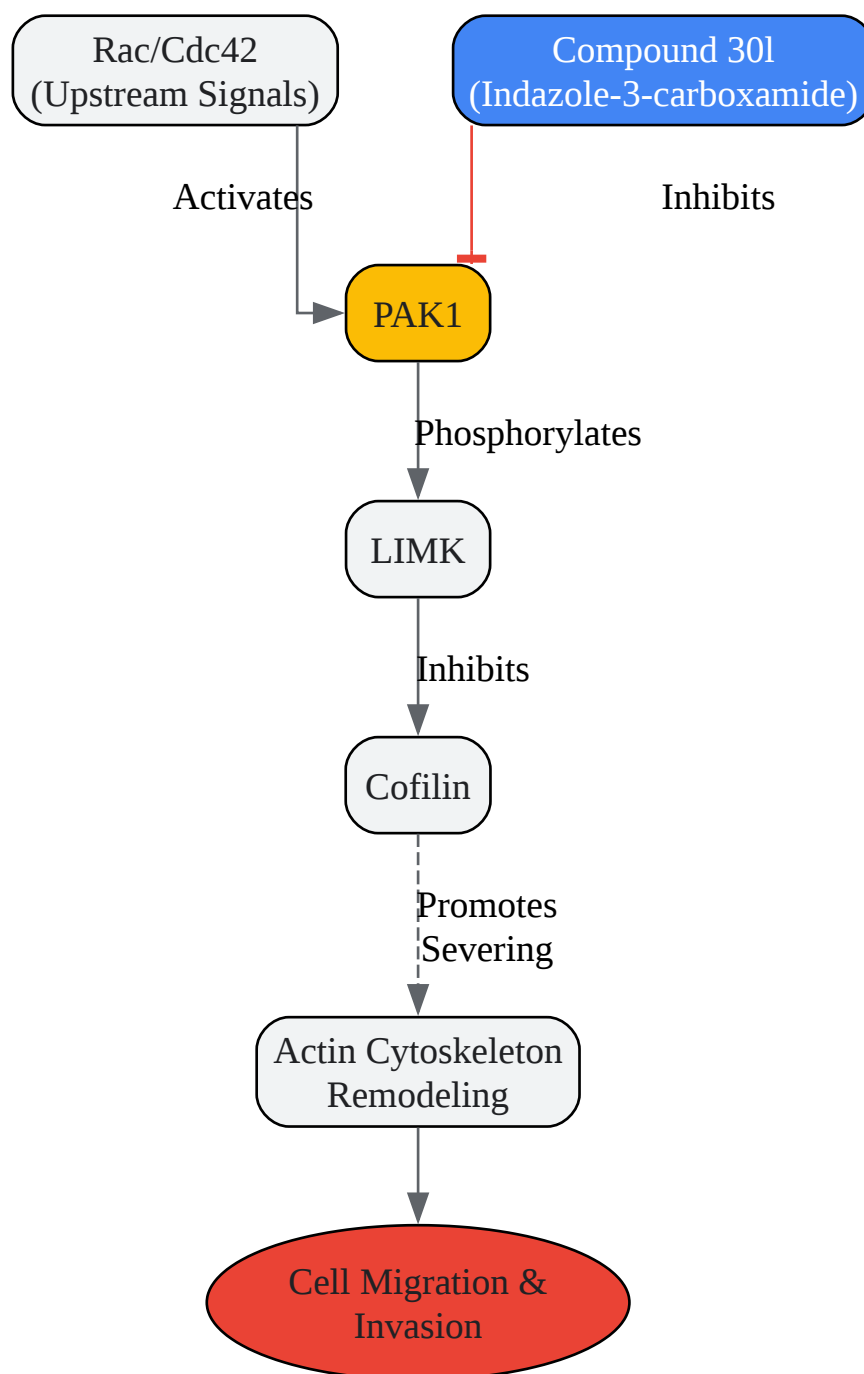 Rac/Cdc42
(Upstream Signals)
Compound 30l
(Indazole-3-carboxamide)
Activates
Inhibits
PAK1
Phosphorylates
LIMK
Inhibits
Cofilin
Promotes
Severing
Actin Cytoskeleton
Remodeling
Cell Migration &
Invasion